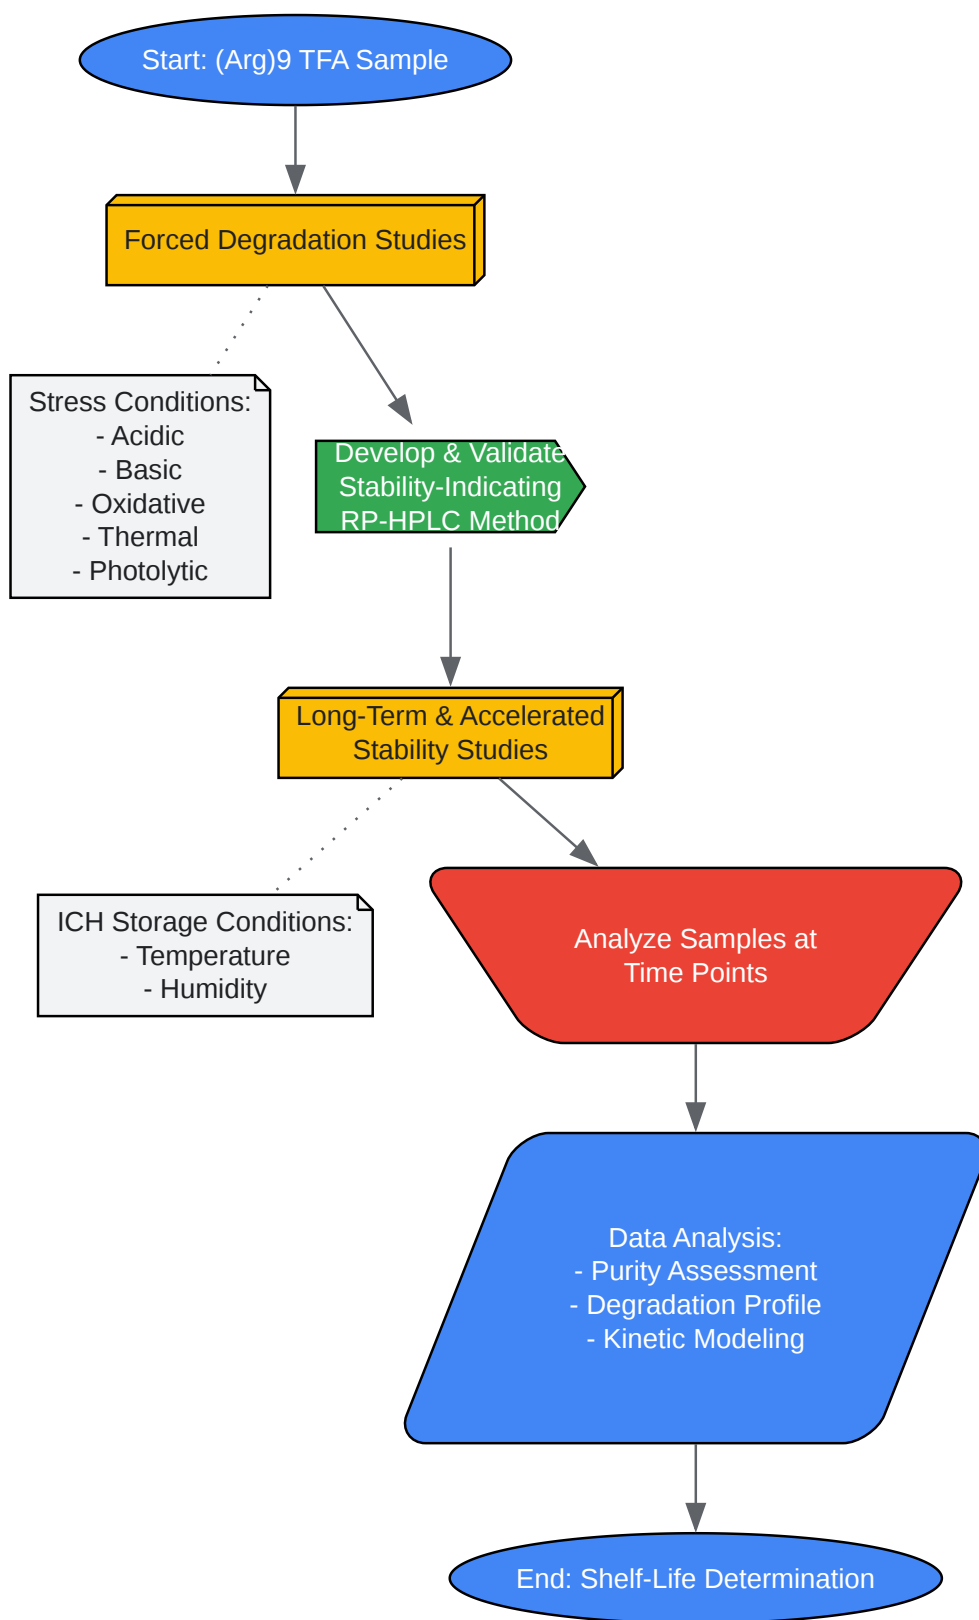 Start: (Arg)9 TFA Sample
Forced Degradation Studies
Stress Conditions:
- Acidic
- Basic
- Oxidative
- Thermal
- Photolytic
Develop & Validate
Stability-Indicating
RP-HPLC Method
Long-Term & Accelerated
Stability Studies
ICH Storage Conditions:
- Temperature
- Humidity
Analyze Samples at
Time Points
Data Analysis:
- Purity Assessment
- Degradation Profile
- Kinetic Modeling
End: Shelf-Life Determination